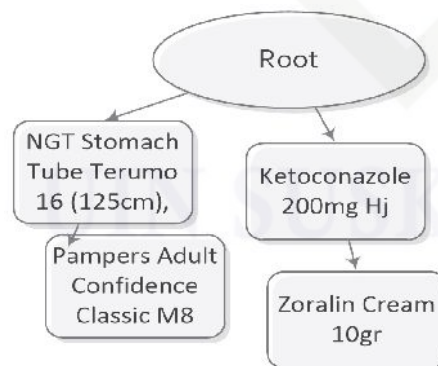 Root
NGT Stomach
Tube Terumo
16 (125cm),
Ketoconazole
200mg Hj
Pampers Adult
Confidence
Classic M8
Zoralin Cream
10gr